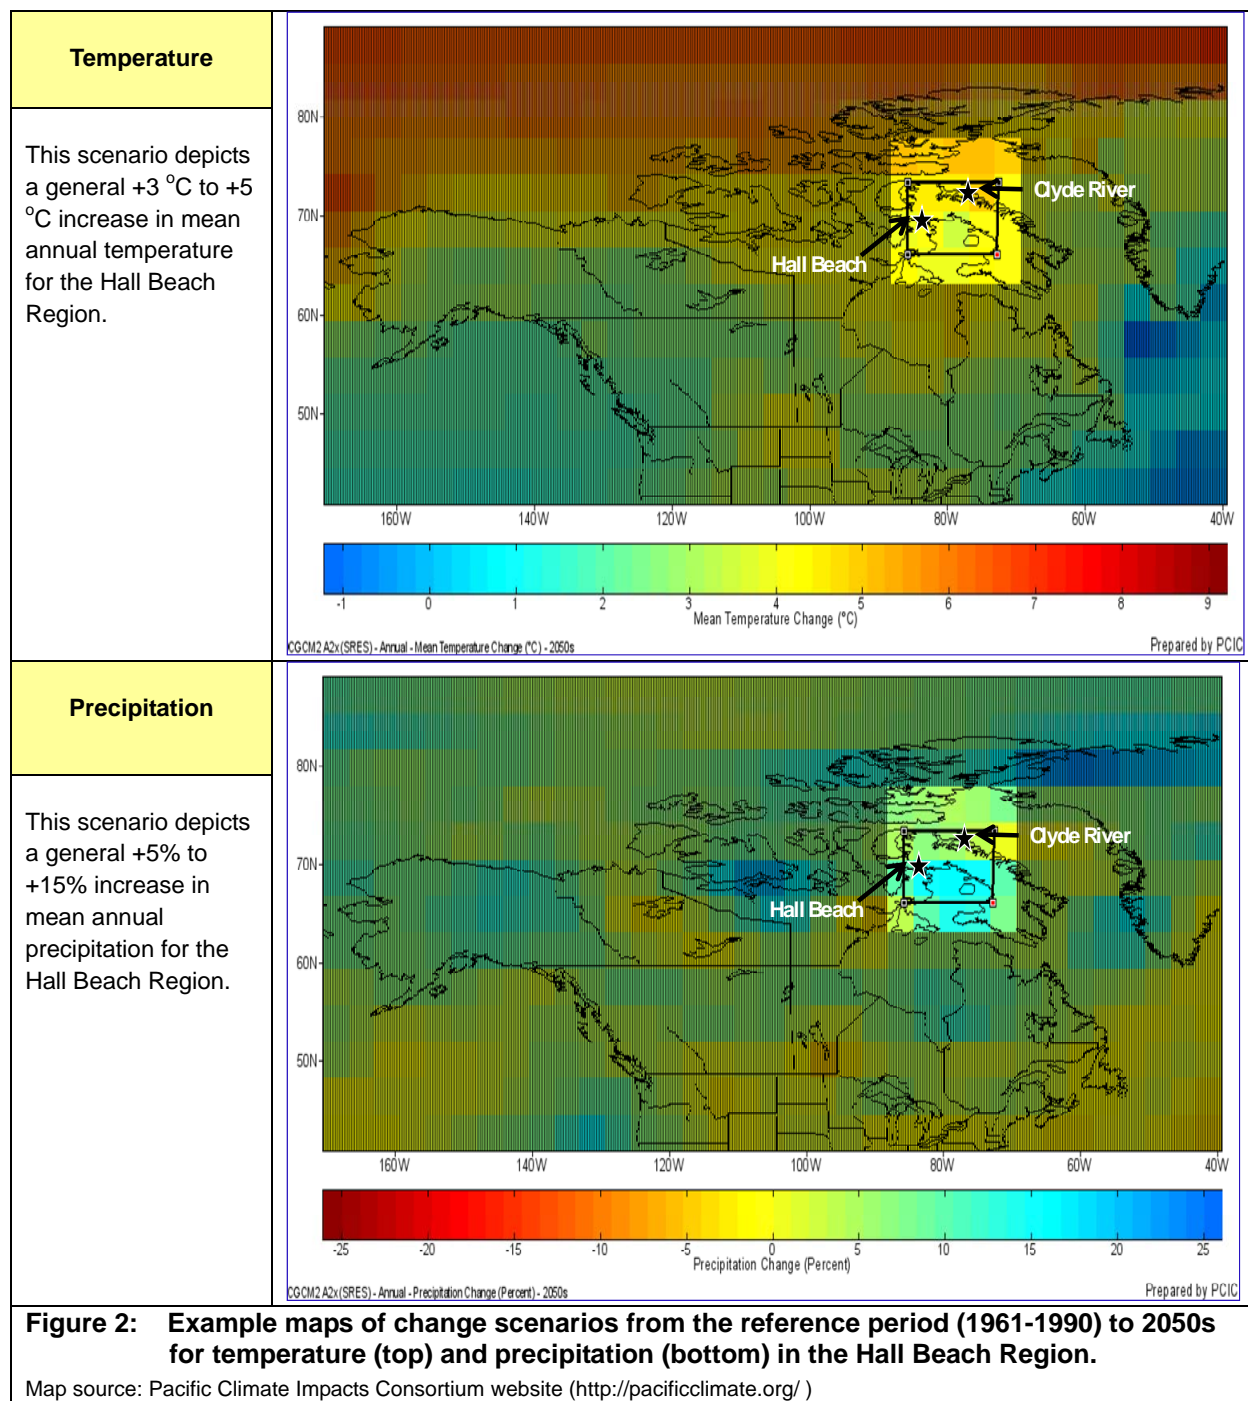 Temperature
This scenario depicts
a general +3 °C to +5
°C increase in mean
annual temperature
for the Hall Beach
Region.
80N
70N
60N
50N
Clyde River
Hall Beach
160W 140W 120W 100W 80W 60W 40W
-1 0 1 2 3 4 5 6 7 8 9
Mean Temperature Change (°C)
CGCM2 A2x (SRES) - Annual - Mean Temperature Change (°C) - 2050s
Prepared by PCIC
Precipitation
This scenario depicts
a general +5% to
+15% increase in
mean annual
precipitation for the
Hall Beach Region.
80N
70N
60N
50N
Clyde River
Hall Beach
160W 140W 120W 100W 80W 60W 40W
-25 -20 -15 -10 -5 0 5 10 15 20 25
Precipitation Change (Percent)
CGCM2 A2x (SRES) - Annual - Precipitation Change (Percent) - 2050s
Prepared by PCIC
Figure 2: Example maps of change scenarios from the reference period (1961-1990) to 2050s
for temperature (top) and precipitation (bottom) in the Hall Beach Region.
Map source: Pacific Climate Impacts Consortium website (http://pacificclimate.org/ )